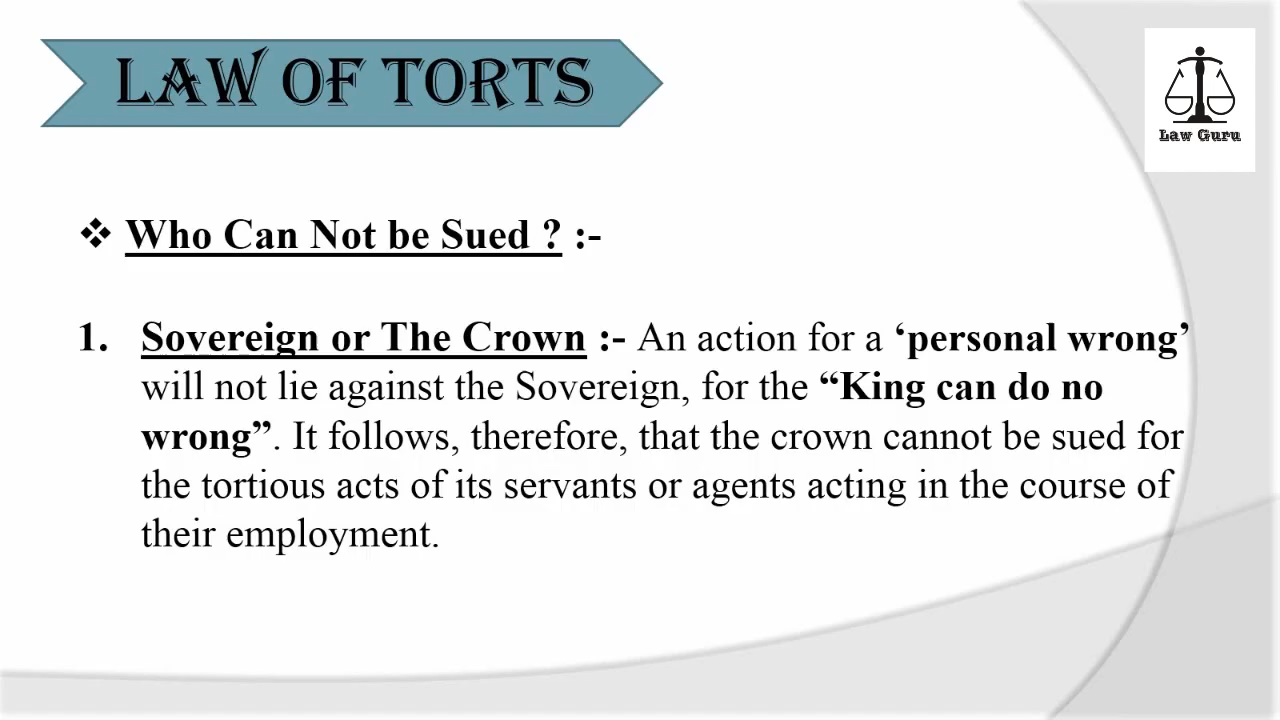 LAW OF TORTS
Law Guru
❖ Who Can Not be Sued ? :-
1. Sovereign or The Crown :- An action for a ‘personal wrong’
will not lie against the Sovereign, for the “King can do no
wrong”. It follows, therefore, that the crown cannot be sued for
the tortious acts of its servants or agents acting in the course of
their employment.